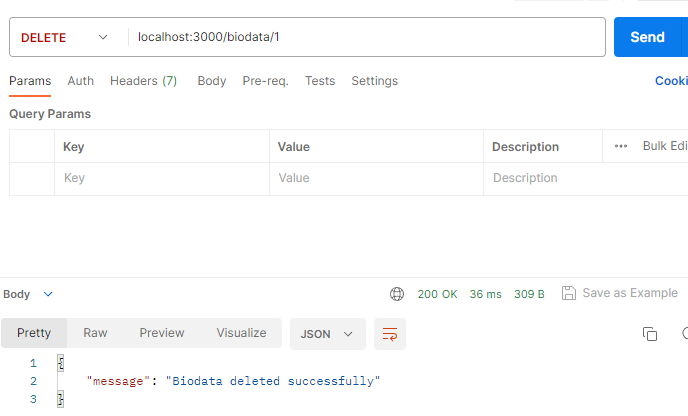 DELETE localhost:3000/biodata/1 Send
Params Auth Headers (7) Body Pre-req. Tests Settings Cooki
Query Params
Key Value Description Bulk Edi
Key Value Description
Body 200 OK 36 ms 309 B Save as Example
Pretty Raw Preview Visualize JSON
1 {
2 "message": "Biodata deleted successfully"
3 }